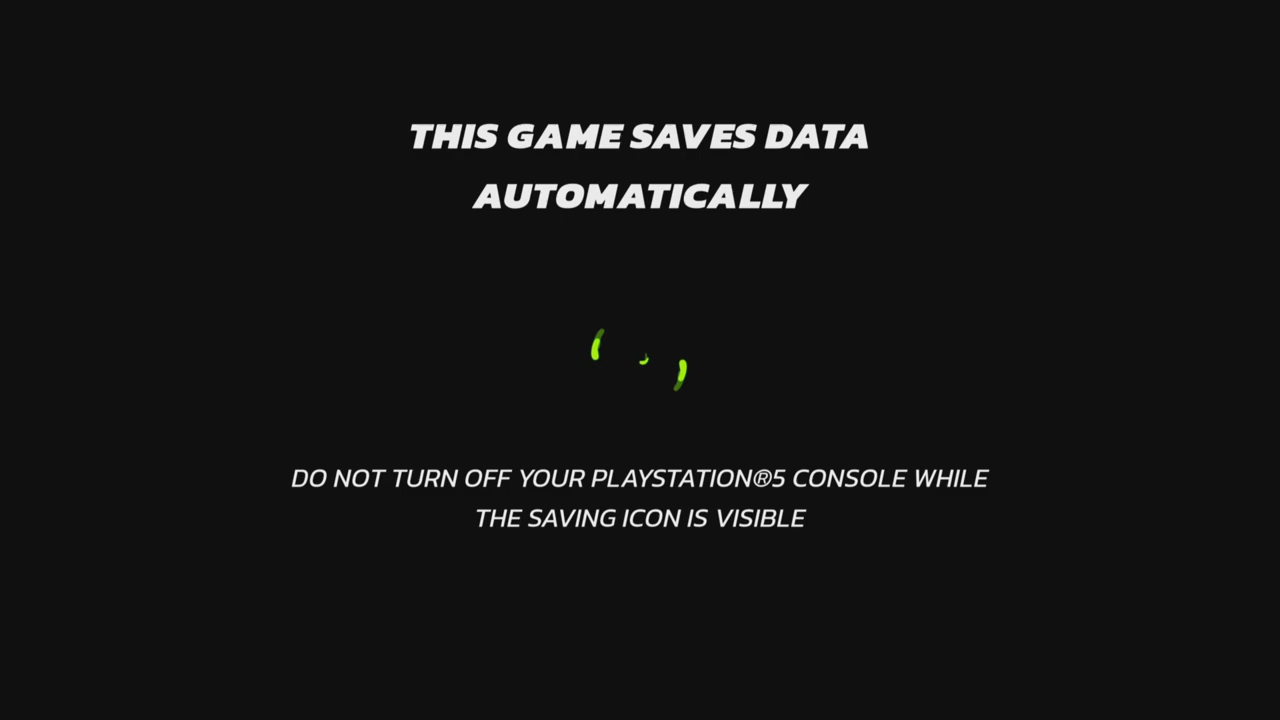 THIS GAME SAVES DATA
AUTOMATICALLY
DO NOT TURN OFF YOUR PLAYSTATION®5 CONSOLE WHILE
THE SAVING ICON IS VISIBLE